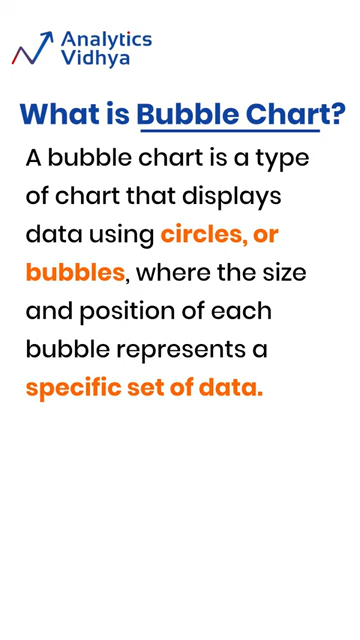 Analytics
Vidhya
What is Bubble Chart?
A bubble chart is a type
of chart that displays
data using circles, or
bubbles, where the size
and position of each
bubble represents a
specific set of data.